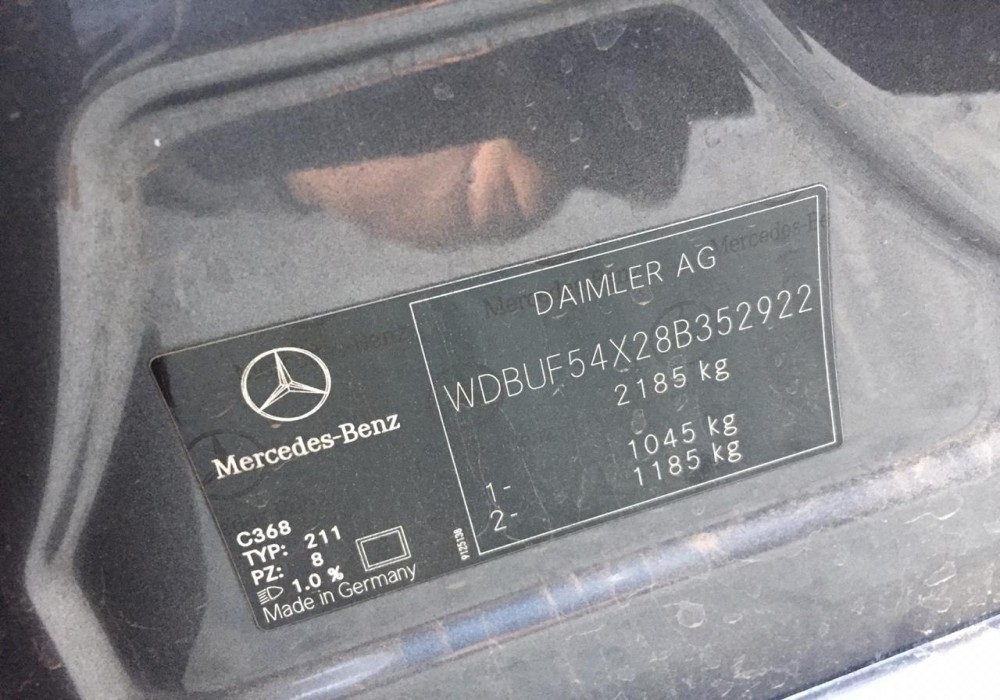 DAIMLER AG
WDBUF54X28B352922
2185 kg
1045 kg
1185 kg
1-
2-
Mercedes-Benz
C368
TYP: 211
PZ: 8
1.0 %
Made in Germany